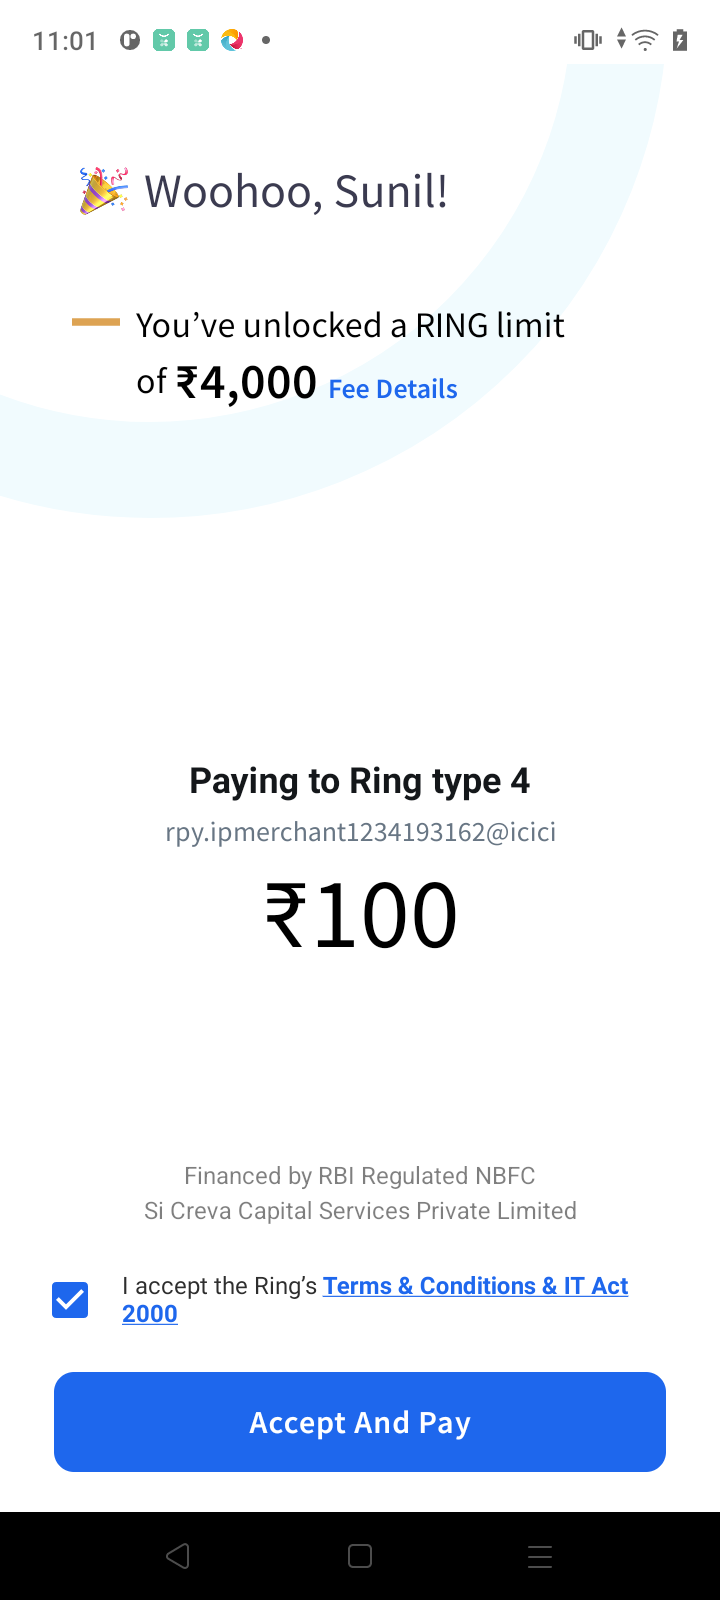 11:01
Woohoo, Sunil!
You’ve unlocked a RING limit
of ₹4,000 Fee Details
Paying to Ring type 4
rpy.ipmerchant1234193162@icici
₹100
Financed by RBI Regulated NBFC
Si Creva Capital Services Private Limited
I accept the Ring’s Terms & Conditions & IT Act
2000
Accept And Pay